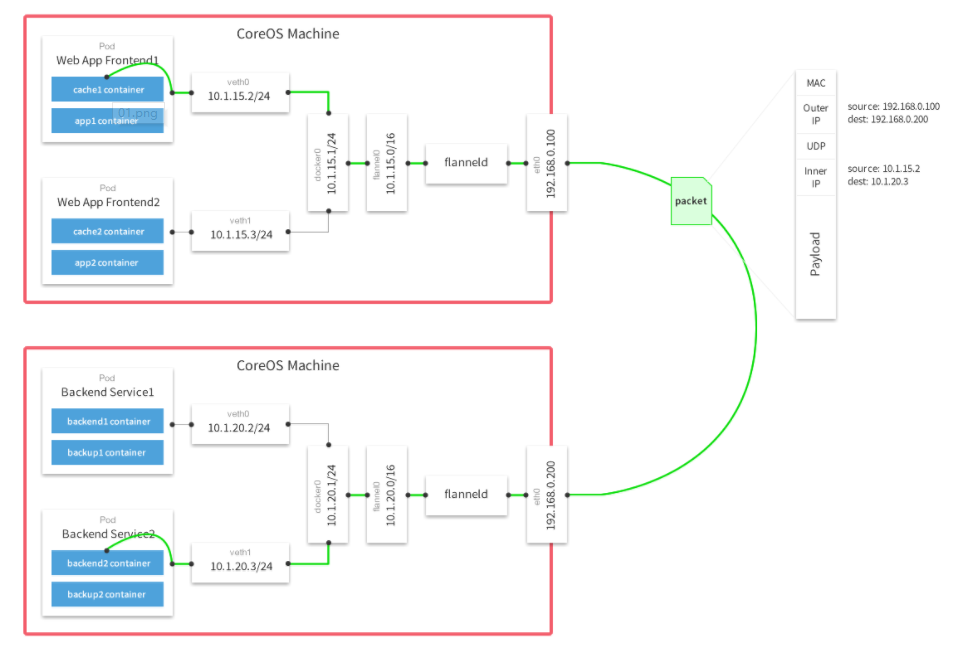 CoreOS Machine
Pod
Web App Frontend1
cache1 container
01.png
app1 container
veth0
10.1.15.2/24
Pod
Web App Frontend2
cache2 container
app2 container
veth1
10.1.15.3/24
docker0
10.1.15.1/24
flannel0
10.1.15.0/16
flanneld
eth0
192.168.0.100
packet
MAC
Outer
IP
source: 192.168.0.100
dest: 192.168.0.200
UDP
Inner
IP
source: 10.1.15.2
dest: 10.1.20.3
Payload
CoreOS Machine
Pod
Backend Service1
backend1 container
backup1 container
veth0
10.1.20.2/24
Pod
Backend Service2
backend2 container
backup2 container
veth1
10.1.20.3/24
docker0
10.1.20.1/24
flannel0
10.1.20.0/16
flanneld
eth0
192.168.0.200